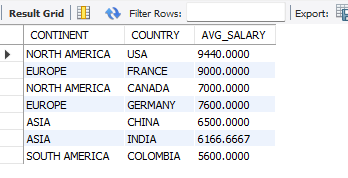 Result Grid Filter Rows: Export:
CONTINENT COUNTRY AVG_SALARY
NORTH AMERICA USA 9440.0000
EUROPE FRANCE 9000.0000
NORTH AMERICA CANADA 7000.0000
EUROPE GERMANY 7600.0000
ASIA CHINA 6500.0000
ASIA INDIA 6166.6667
SOUTH AMERICA COLOMBIA 5600.0000